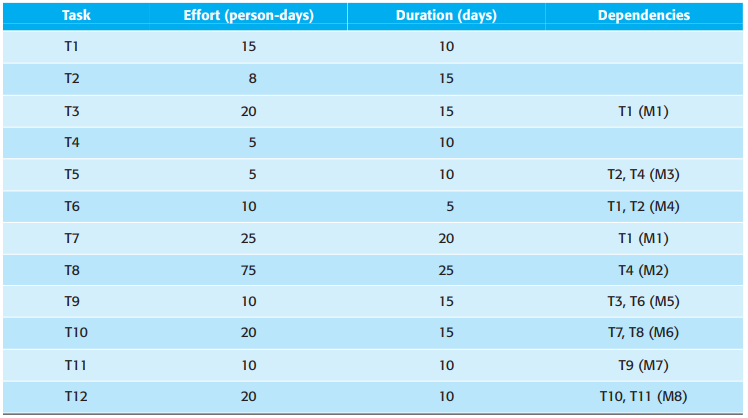 Task Effort (person-days) Duration (days) Dependencies
T1 15 10
T2 8 15
T3 20 15 T1 (M1)
T4 5 10
T5 5 10 T2, T4 (M3)
T6 10 5 T1, T2 (M4)
T7 25 20 T1 (M1)
T8 75 25 T4 (M2)
T9 10 15 T3, T6 (M5)
T10 20 15 T7, T8 (M6)
T11 10 10 T9 (M7)
T12 20 10 T10, T11 (M8)